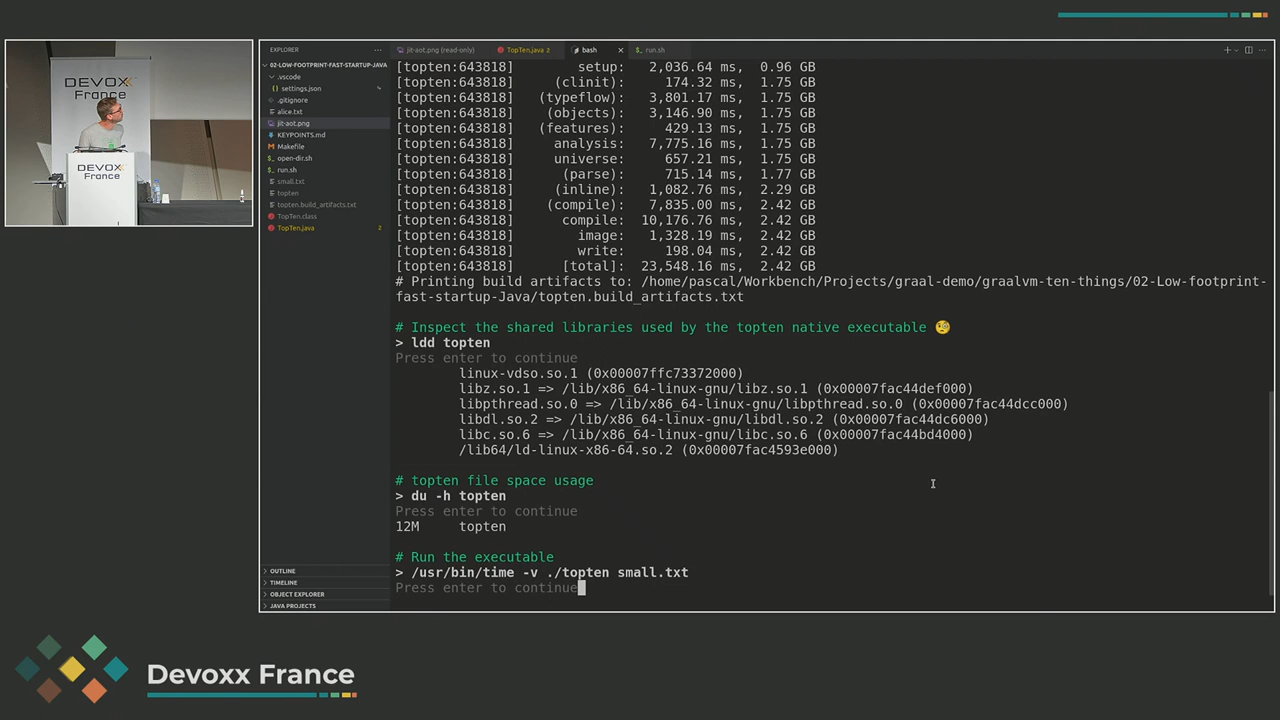 DEVOXX
France
DEVOXX
France
EXPLORER
02-LOW-FOOTPRINT-FAST-STARTUP-JAVA
.vscode
settings.json
.gitignore
alice.txt
jit-aot.png
KEYPOINTS.md
Makefile
open-dir.sh
run.sh
small.txt
topten
topten.build_artifacts.txt
TopTen.class
TopTen.java 2
OUTLINE
TIMELINE
OBJECT EXPLORER
JAVA PROJECTS
jit-aot.png (read-only) TopTen.java 2 bash run.sh
[topten:643818] setup: 2,036.64 ms, 0.96 GB
[topten:643818] (clinit): 174.32 ms, 1.75 GB
[topten:643818] (typeflow): 3,801.17 ms, 1.75 GB
[topten:643818] (objects): 3,146.90 ms, 1.75 GB
[topten:643818] (features): 429.13 ms, 1.75 GB
[topten:643818] analysis: 7,775.16 ms, 1.75 GB
[topten:643818] universe: 657.21 ms, 1.75 GB
[topten:643818] (parse): 715.14 ms, 1.77 GB
[topten:643818] (inline): 1,082.76 ms, 2.29 GB
[topten:643818] (compile): 7,835.00 ms, 2.42 GB
[topten:643818] compile: 10,176.76 ms, 2.42 GB
[topten:643818] image: 1,328.19 ms, 2.42 GB
[topten:643818] write: 198.04 ms, 2.42 GB
[topten:643818] [total]: 23,548.16 ms, 2.42 GB
# Printing build artifacts to: /home/pascal/Workbench/Projects/graal-demo/graalvm-ten-things/02-Low-footprint-
fast-startup-Java/topten.build_artifacts.txt
# Inspect the shared libraries used by the topten native executable 🧐
> ldd topten
Press enter to continue
linux-vdso.so.1 (0x00007ffc73372000)
libz.so.1 => /lib/x86_64-linux-gnu/libz.so.1 (0x00007fac44def000)
libpthread.so.0 => /lib/x86_64-linux-gnu/libpthread.so.0 (0x00007fac44dcc000)
libdl.so.2 => /lib/x86_64-linux-gnu/libdl.so.2 (0x00007fac44dc6000)
libc.so.6 => /lib/x86_64-linux-gnu/libc.so.6 (0x00007fac44bd4000)
/lib64/ld-linux-x86-64.so.2 (0x00007fac4593e000)
# topten file space usage
> du -h topten
Press enter to continue
12M topten
# Run the executable
> /usr/bin/time -v ./topten small.txt
Press enter to continue
Devoxx France